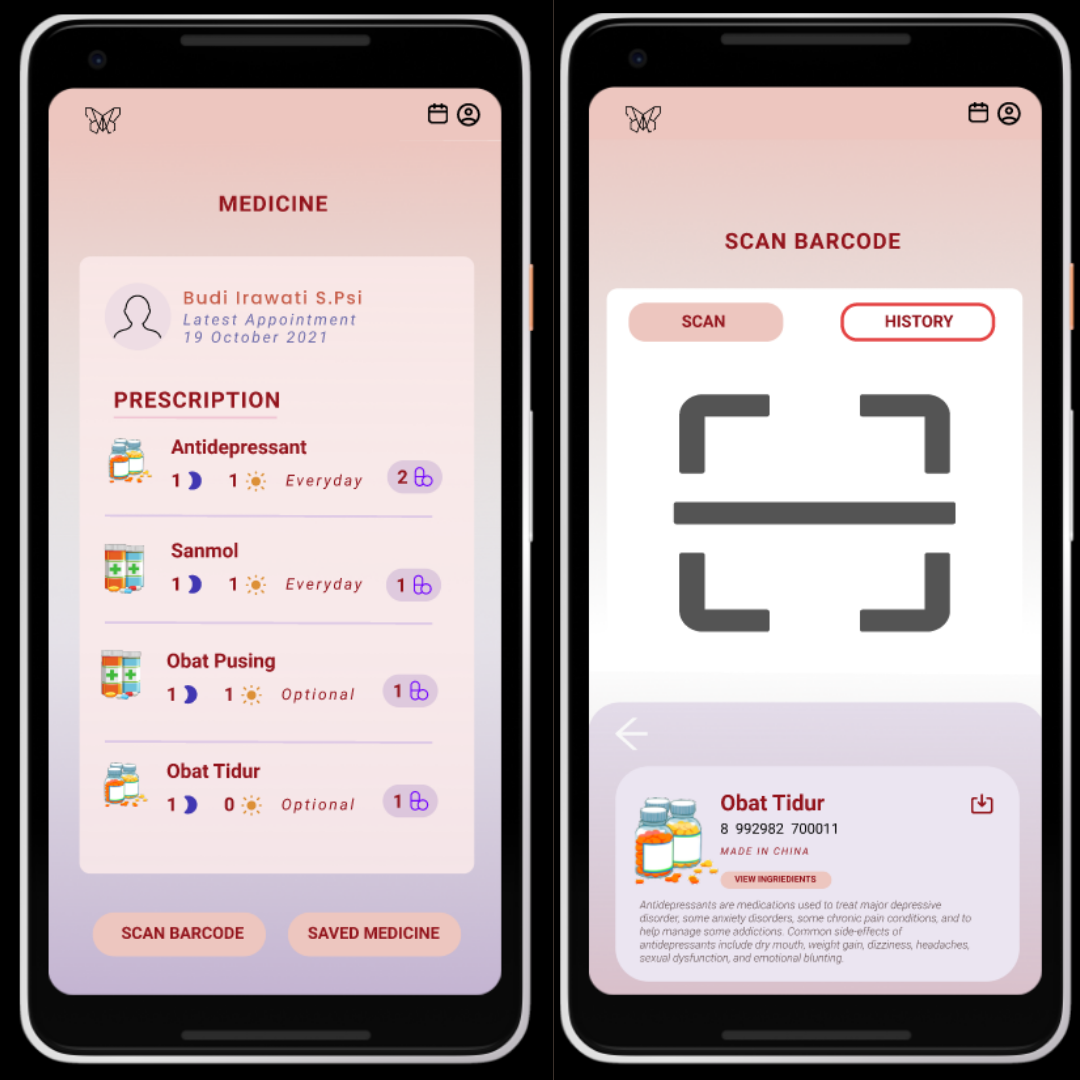 MEDICINE
Budi Irawati S.Psi
Latest Appointment
19 October 2021
PRESCRIPTION
Antidepressant
1 1 Everyday 2
Sanmol
1 1 Everyday 1
Obat Pusing
1 1 Optional 1
Obat Tidur
1 0 Optional 1
SCAN BARCODE SAVED MEDICINE
SCAN BARCODE
SCAN HISTORY
Obat Tidur
8 992982 700011
MADE IN CHINA
VIEW INGRIEDIENTS
Antidepressants are medications used to treat major depressive
disorder, some anxiety disorders, some chronic pain conditions, and to
help manage some addictions. Common side-effects of
antidepressants include dry mouth, weight gain, dizziness, headaches,
sexual dysfunction, and emotional blunting.